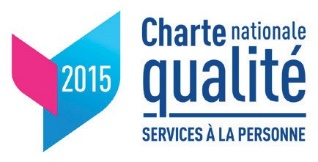 2015
Charte nationale
qualité
SERVICES À LA PERSONNE